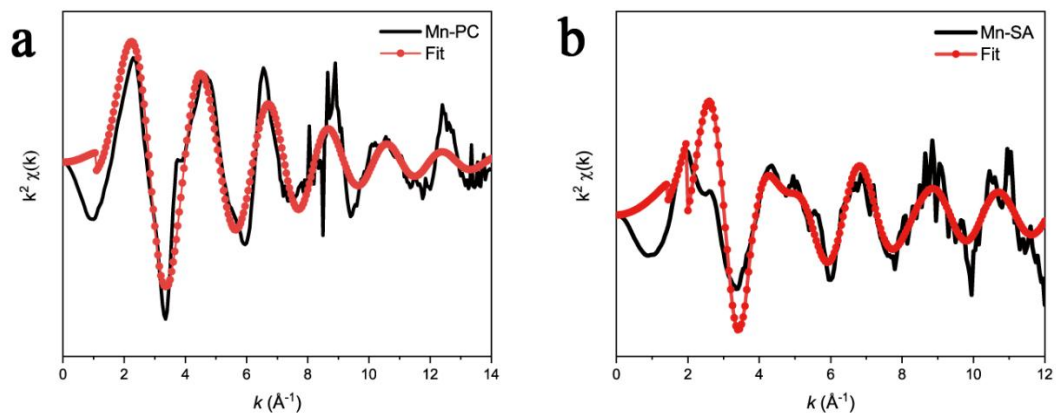 a
Mn-PC
Fit
k² χ(k)
0 2 4 6 8 10 12 14
k (Å⁻¹)
b
Mn-SA
Fit
k² χ(k)
0 2 4 6 8 10 12
k (Å⁻¹)